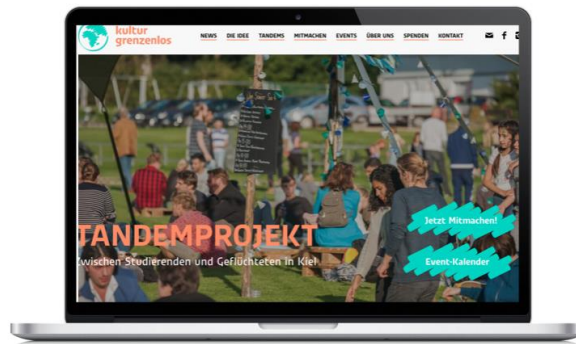 kultur
grenzenlos
NEWS DIE IDEE TANDEMS MITMACHEN EVENTS ÜBER UNS SPENDEN KONTAKT
Jetzt Mitmachen!
TANDEMPROJEKT
Zwischen Studierenden und Geflüchteten in Kiel
Event-Kalender